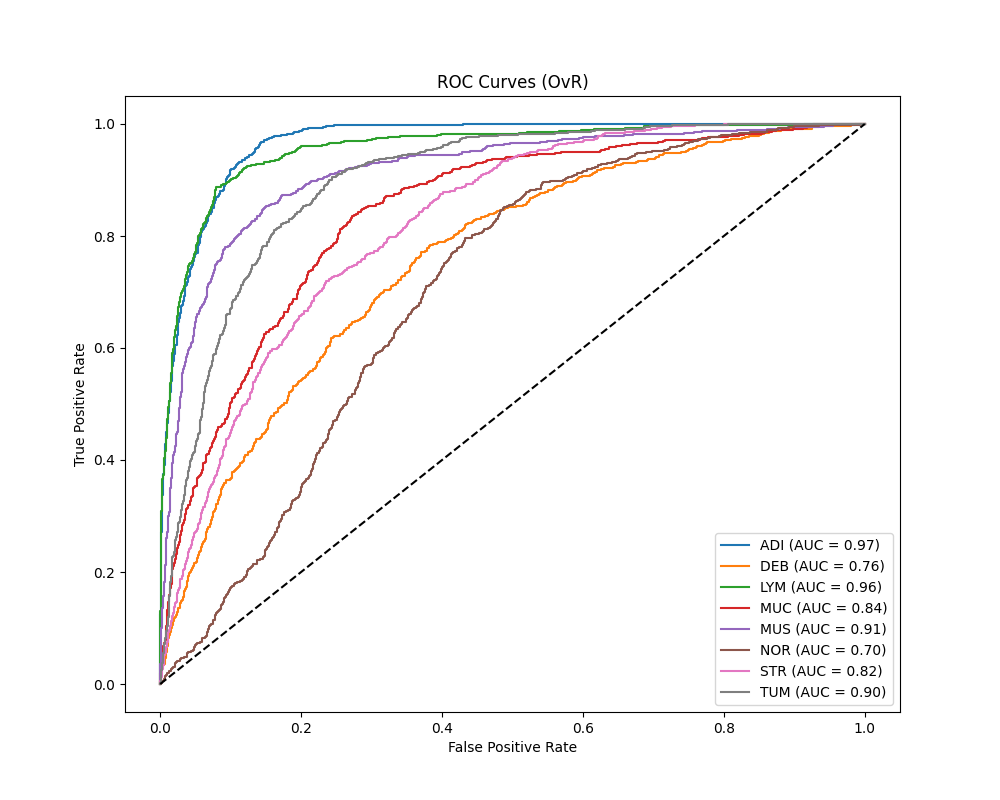 ROC Curves (OvR)
True Positive Rate
1.0
0.8
0.6
0.4
0.2
0.0
0.0 0.2 0.4 0.6 0.8 1.0
False Positive Rate
ADI (AUC = 0.97)
DEB (AUC = 0.76)
LYM (AUC = 0.96)
MUC (AUC = 0.84)
MUS (AUC = 0.91)
NOR (AUC = 0.70)
STR (AUC = 0.82)
TUM (AUC = 0.90)